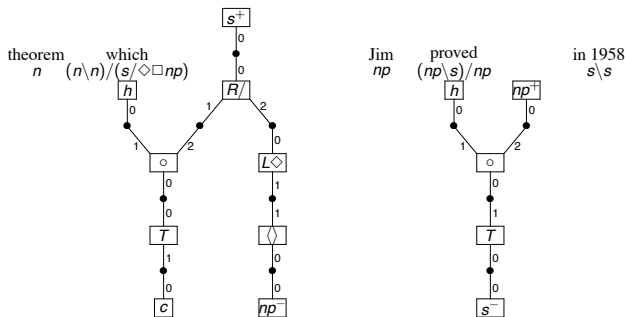 s+
0
theorem which Jim proved in 1958
n (n\n)/(s/◇□np) np (np\s)/np s\s
0
h R/ h np+
0 1 2 0 0
1 2 0 1 2
○ L◇ ○
0 1 0
0 1 1
T ◊ T
1 0 0
0 0 0
c np− s−